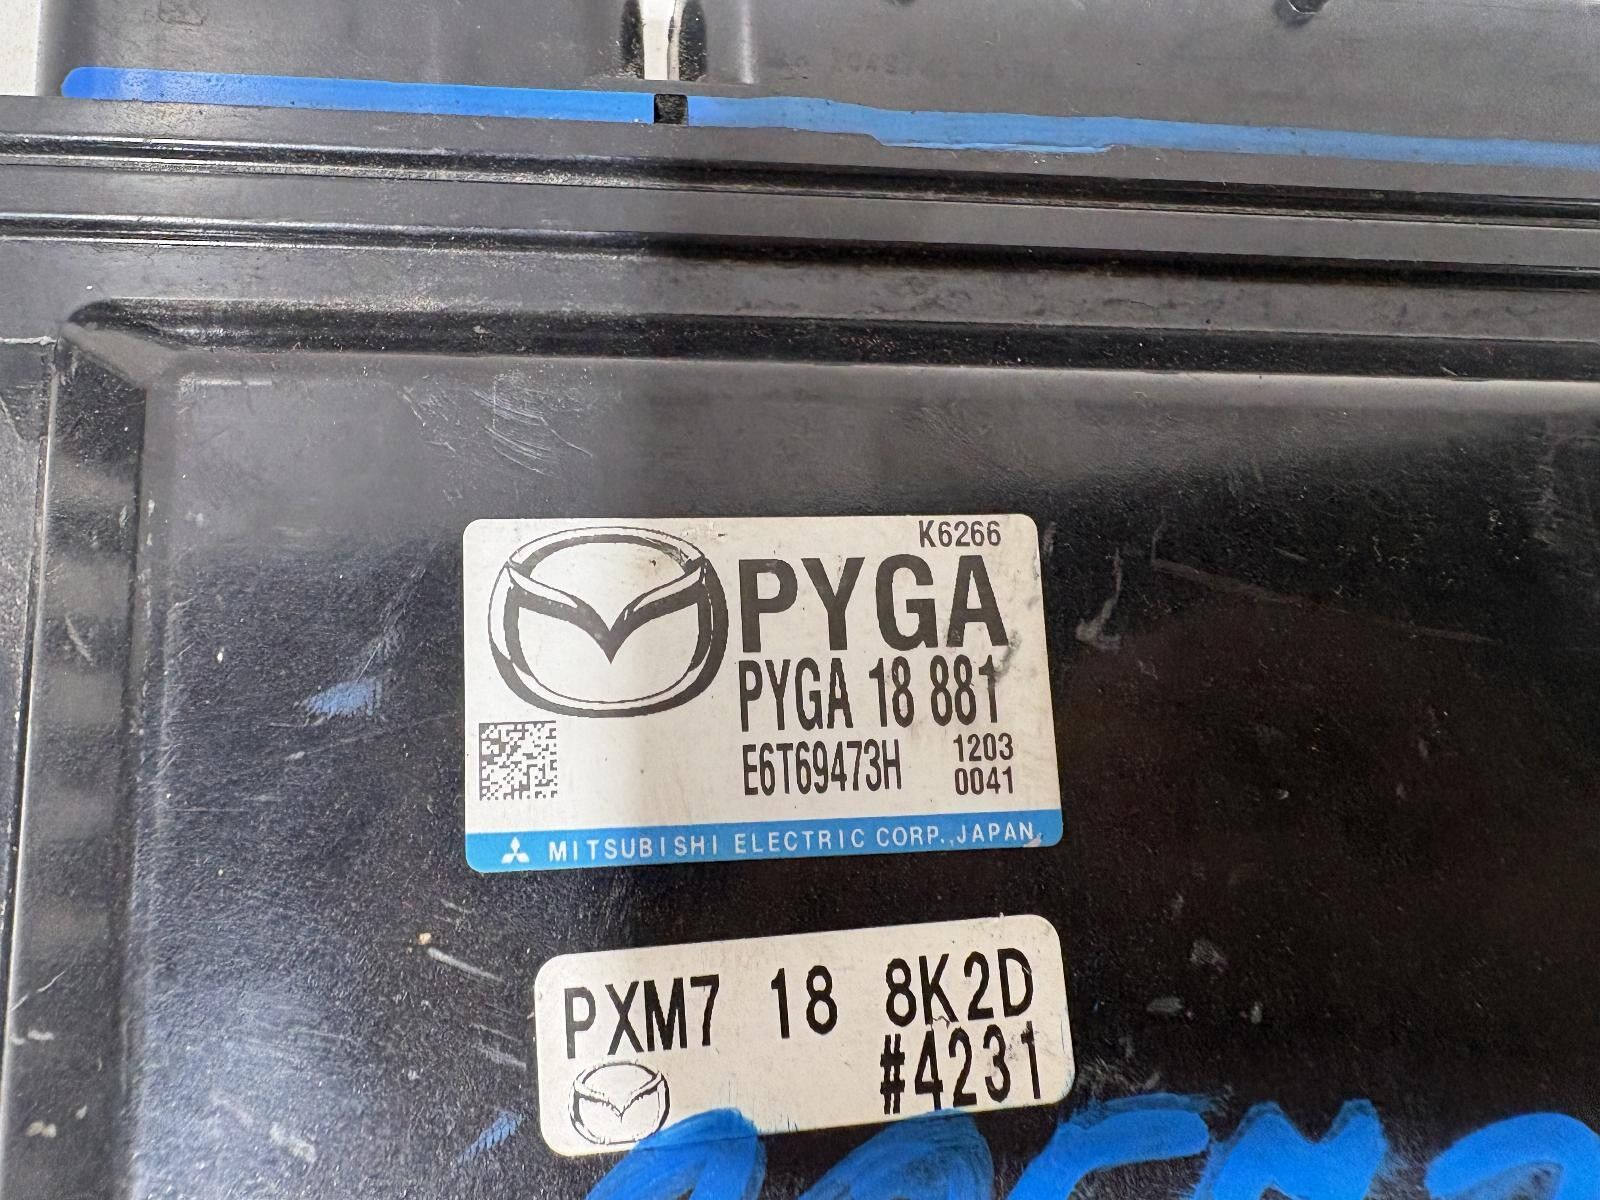 K6266
PYGA
PYGA 18 881
E6T69473H 1203
0041
MITSUBISHI ELECTRIC CORP., JAPAN
PXM7 18 8K2D
#4231